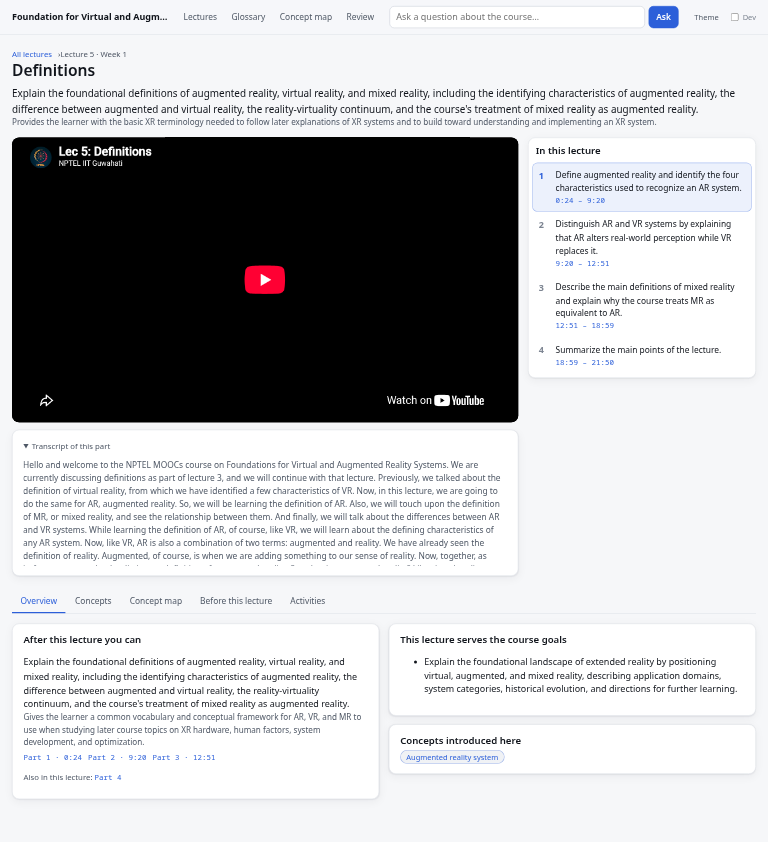 Foundation for Virtual and Augm...
Lectures
Glossary
Concept map
Review
Ask a question about the course...
Ask
Theme
Dev
All lectures ›Lecture 5 · Week 1
Definitions
Explain the foundational definitions of augmented reality, virtual reality, and mixed reality, including the identifying characteristics of augmented reality, the
difference between augmented and virtual reality, the reality-virtuality continuum, and the course's treatment of mixed reality as augmented reality.
Provides the learner with the basic XR terminology needed to follow later explanations of XR systems and to build toward understanding and implementing an XR system.
Lec 5: Definitions
NPTEL IIT Guwahati
Watch on YouTube
In this lecture
1 Define augmented reality and identify the four
characteristics used to recognize an AR system.
0:24 – 9:20
2 Distinguish AR and VR systems by explaining
that AR alters real-world perception while VR
replaces it.
9:20 – 12:51
3 Describe the main definitions of mixed reality
and explain why the course treats MR as
equivalent to AR.
12:51 – 18:59
4 Summarize the main points of the lecture.
18:59 – 21:50
▼ Transcript of this part
Hello and welcome to the NPTEL MOOCs course on Foundations for Virtual and Augmented Reality Systems. We are
currently discussing definitions as part of lecture 3, and we will continue with that lecture. Previously, we talked about the
definition of virtual reality, from which we have identified a few characteristics of VR. Now, in this lecture, we are going to
do the same for AR, augmented reality. So, we will be learning the definition of AR. Also, we will touch upon the definition
of MR, or mixed reality, and see the relationship between them. And finally, we will talk about the differences between AR
and VR systems. While learning the definition of AR, of course, like VR, we will learn about the defining characteristics of
any AR system. Now, like VR, AR is also a combination of two terms: augmented and reality. We have already seen the
definition of reality. Augmented, of course, is when we are adding something to our sense of reality. Now, together, as
Overview
Concepts
Concept map
Before this lecture
Activities
After this lecture you can
Explain the foundational definitions of augmented reality, virtual reality, and
mixed reality, including the identifying characteristics of augmented reality, the
difference between augmented and virtual reality, the reality-virtuality
continuum, and the course's treatment of mixed reality as augmented reality.
Gives the learner a common vocabulary and conceptual framework for AR, VR, and MR to
use when studying later course topics on XR hardware, human factors, system
development, and optimization.
Part 1 · 0:24 Part 2 · 9:20 Part 3 · 12:51
Also in this lecture: Part 4
This lecture serves the course goals
• Explain the foundational landscape of extended reality by positioning
virtual, augmented, and mixed reality, describing application domains,
system categories, historical evolution, and directions for further learning.
Concepts introduced here
Augmented reality system